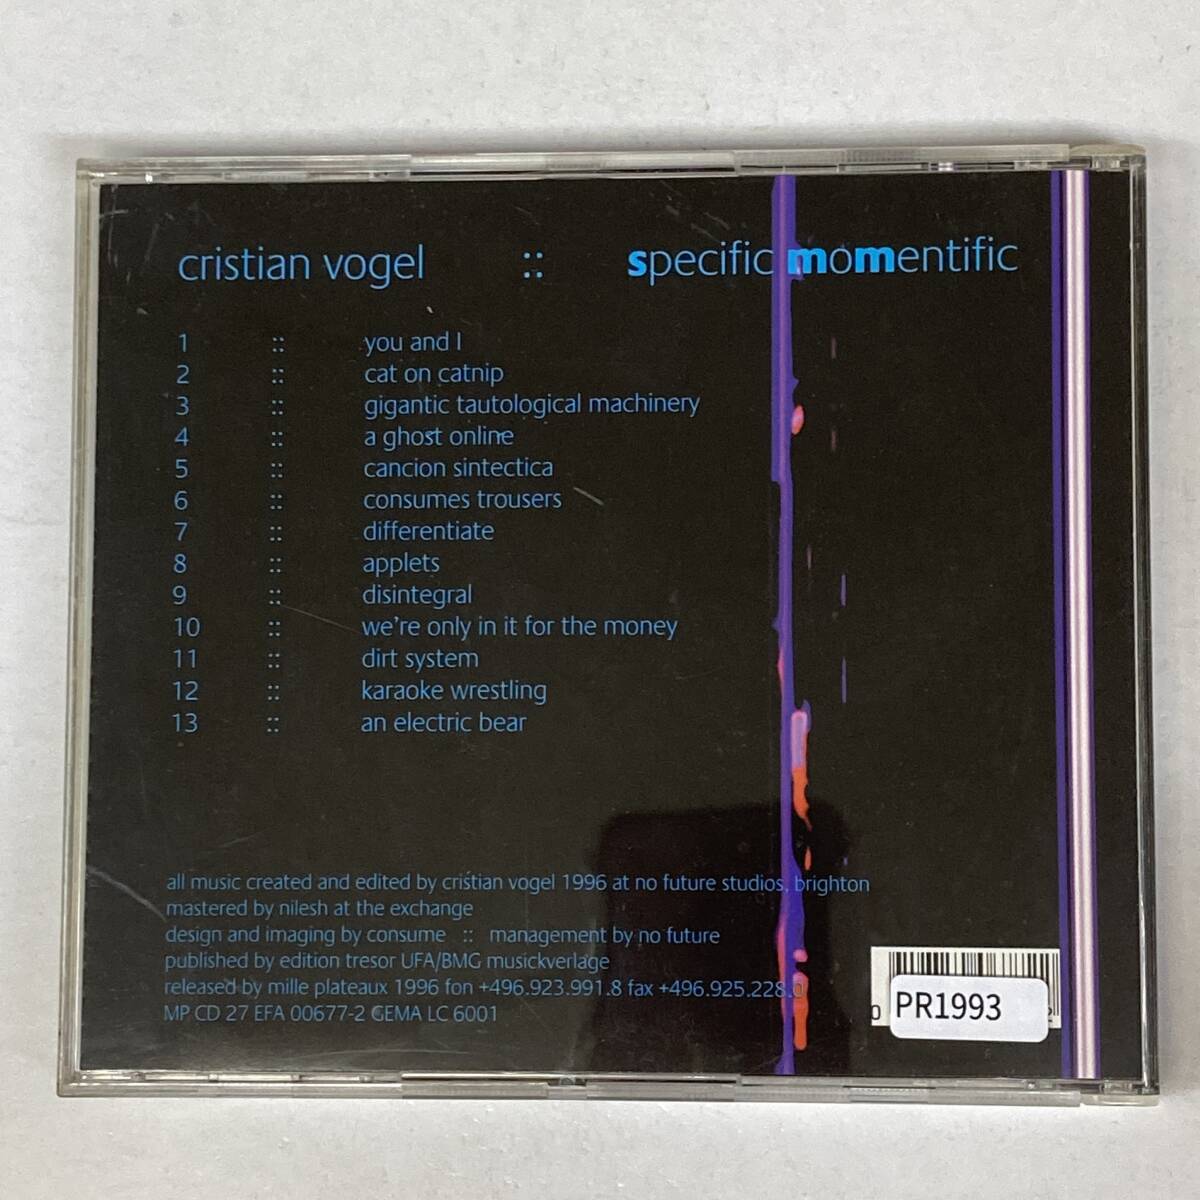 cristian vogel :: specific momentific
1 :: you and I
2 :: cat on catnip
3 :: gigantic tautological machinery
4 :: a ghost online
5 :: cancion sintectica
6 :: consumes trousers
7 :: differentiate
8 :: applets
9 :: disintegral
10 :: we're only in it for the money
11 :: dirt system
12 :: karaoke wrestling
13 :: an electric bear
all music created and edited by cristian vogel 1996 at no future studios, brighton
mastered by nilesh at the exchange
design and imaging by consume :: management by no future
published by edition tresor UFA/BMG musickverlage
released by mille plateaux 1996 fon +496.923.991.8 fax +496.925.228.0
MP CD 27 EFA 00677-2 GEMA LC 6001
0
PR1993